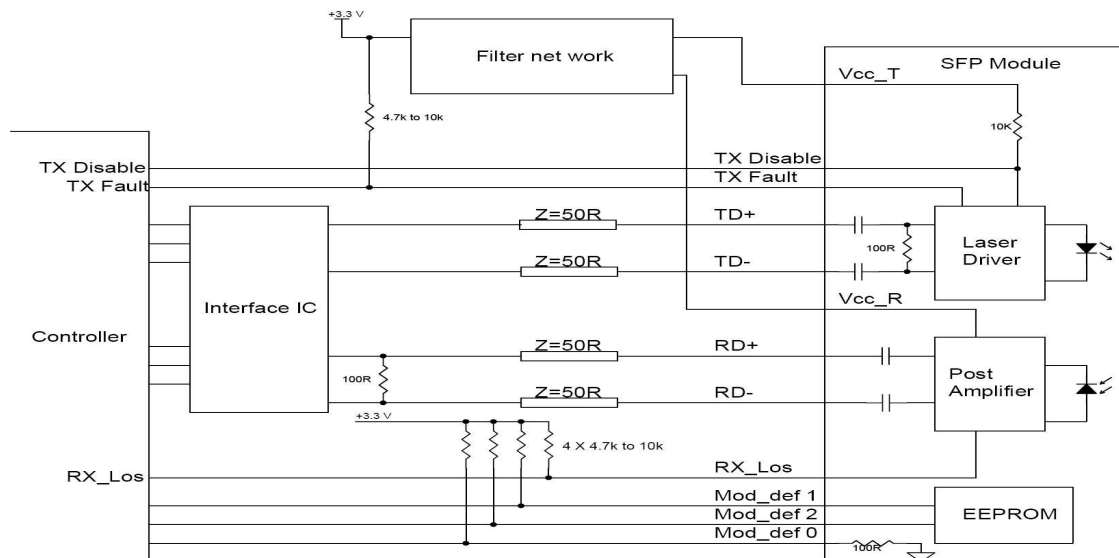 +3.3 V
Filter net work
SFP Module
Vcc_T
4.7k to 10k
10K
TX Disable
TX Disable
TX Fault
TX Fault
Z=50R
TD+
100R
Laser
Driver
Z=50R
TD-
Interface IC
Vcc_R
Controller
Z=50R
RD+
100R
Post
Amplifier
Z=50R
RD-
+3.3 V
4 X 4.7k to 10k
RX_Los
RX_Los
Mod_def 1
Mod_def 2
EEPROM
Mod_def 0
100R